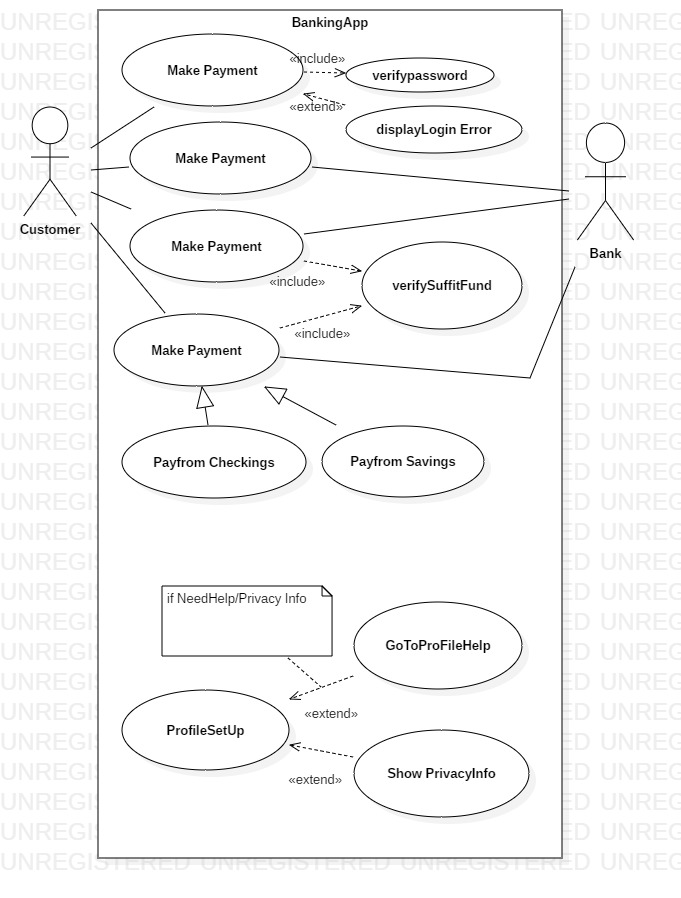 BankingApp
Make Payment
«include»
verifypassword
«extend»
displayLogin Error
Make Payment
Customer
Make Payment
Bank
«include»
verifySuffitFund
«include»
Make Payment
Payfrom Checkings
Payfrom Savings
if NeedHelp/Privacy Info
GoToProFileHelp
«extend»
ProfileSetUp
«extend»
Show PrivacyInfo
UNREGISTERED UNREGISTERED UNREGISTERED UNREG